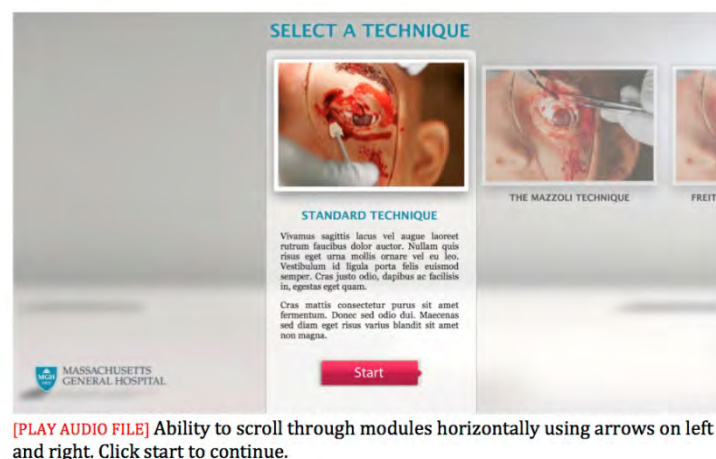 SELECT A TECHNIQUE
THE MAZZOLI TECHNIQUE
STANDARD TECHNIQUE
Vivamus sagittis lacus vel augue laoreet
rutrum faucibus dolor auctor. Nullam quis
risus eget urna mollis ornare vel eu leo.
Vestibulum id ligula porta felis euismod
semper. Cras justo odio, dapibus ac facilisis
in, egestas eget quam.
Cras mattis consectetur purus sit amet
fermentum. Donec sed odio dui. Maecenas
sed diam eget risus varius blandit sit amet
non magna.
Start
MGH
MASSACHUSETTS
GENERAL HOSPITAL
[PLAY AUDIO FILE] Ability to scroll through modules horizontally using arrows on left
and right. Click start to continue.